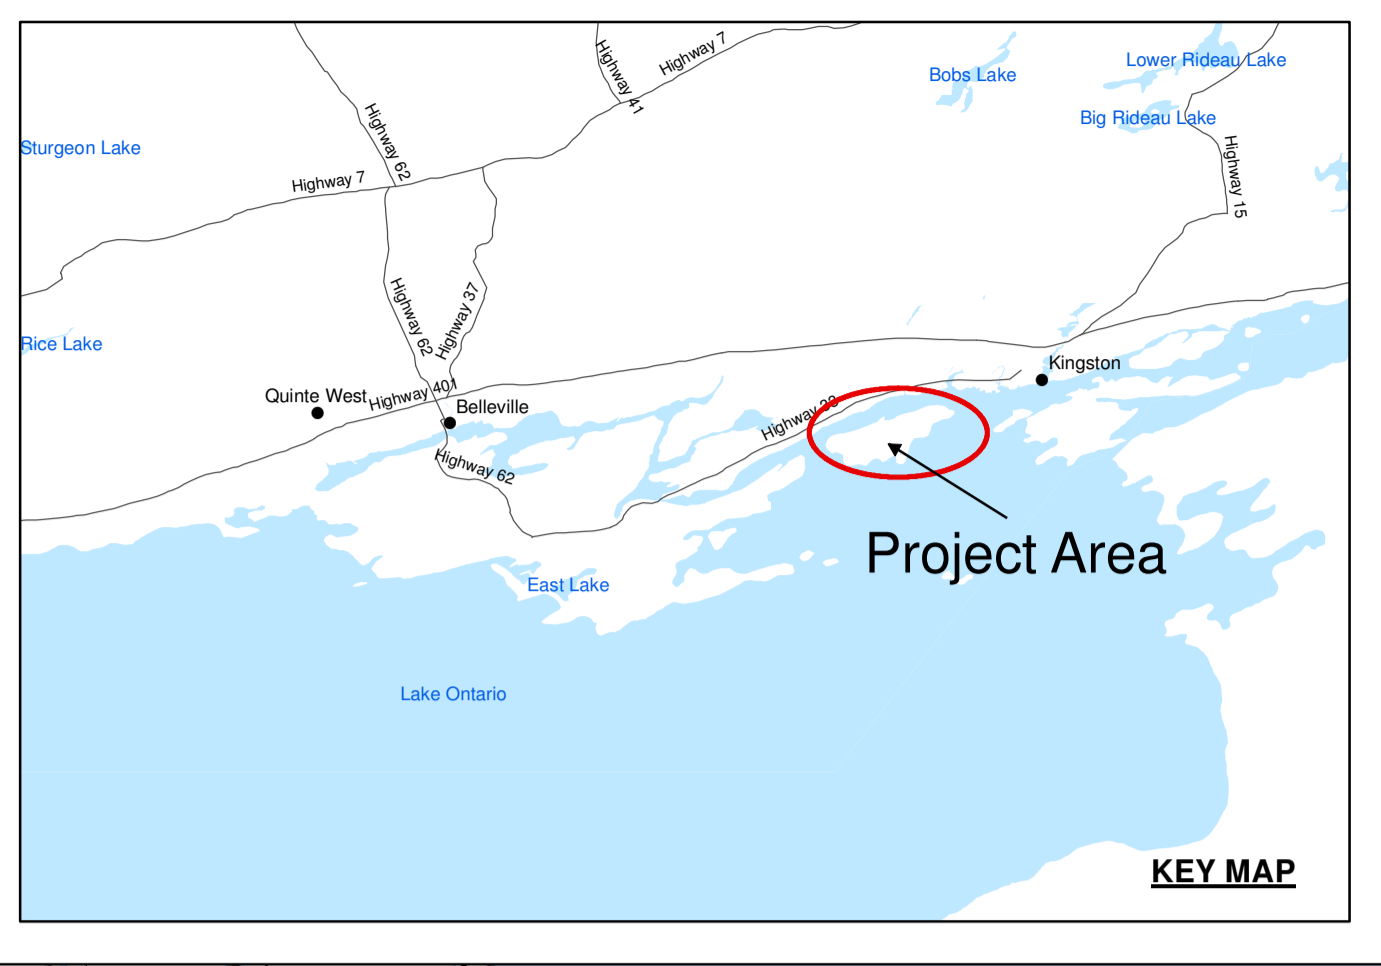 Highway 41
Highway 7
Lower Rideau Lake
Bobs Lake
Big Rideau Lake
Highway 62
Sturgeon Lake
Highway 7
Highway 15
Highway 62
Highway 37
Rice Lake
Kingston
Quinte West
Highway 401
Belleville
Highway 33
Highway 62
Project Area
East Lake
Lake Ontario
KEY MAP